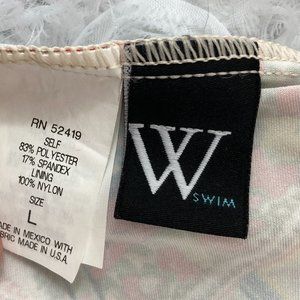 RN 52419
SELF
83% POLYESTER
17% SPANDEX
LINING
100% NYLON
SIZE
L
MADE IN MEXICO WITH
FABRIC MADE IN U.S.A.
W
SWIM